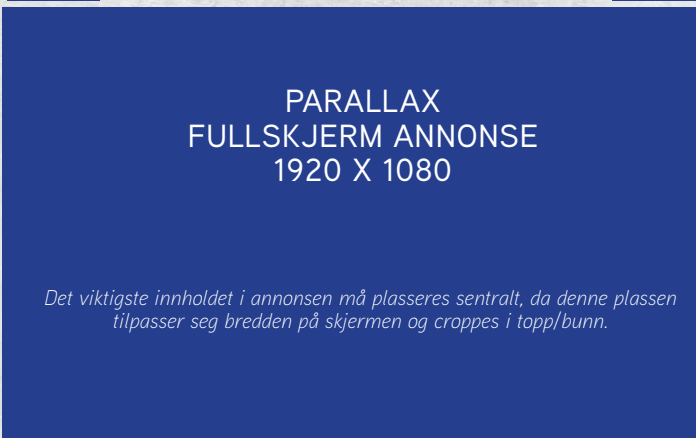 PARALLAX
FULLSKJERM ANNONSE
1920 X 1080
Det viktigste innholdet i annonsen må plasseres sentralt, da denne plassen
tilpasser seg bredden på skjermen og croppes i topp/bunn.